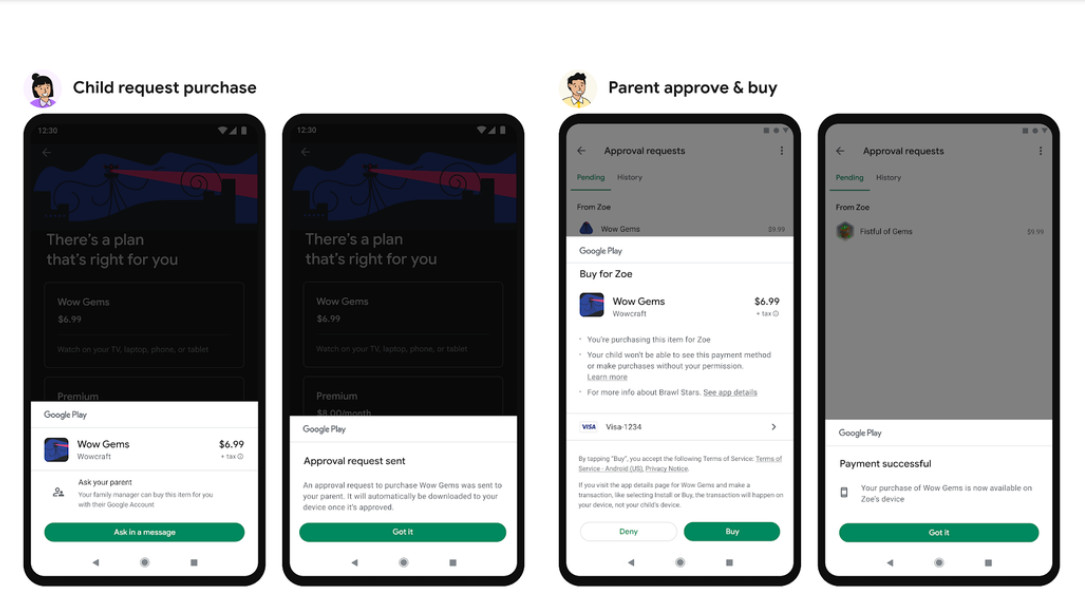 Child request purchase
12:30
There's a plan
that's right for you
Wow Gems
$6.99
Watch on your TV, laptop, phone, or tablet
Premium
Google Play
Wow Gems
$6.99
Wowcraft
+ tax
Ask your parent
Your family manager can buy this item for you
with their Google Account
Ask in a message
12:30
There's a plan
that's right for you
Wow Gems
$6.99
Watch on your TV, laptop, phone, or tablet
Premium
$8.00/month
Google Play
Approval request sent
An approval request to purchase Wow Gems was sent to
your parent. It will automatically be downloaded to your
device once it's approved.
Got it
Parent approve & buy
Approval requests
Pending
History
From Zoe
Wow Gems
$9.99
Google Play
Buy for Zoe
Wow Gems
$6.99
Wowcraft
+ tax
• You're purchasing this item for Zoe
• Your child won't be able to see this payment method
or make purchases without your permission.
Learn more
• For more info about Brawl Stars. See app details
VISA Visa-1234
By tapping "Buy", you accept the following Terms of Service: Terms of
Service - Android (US), Privacy Notice.
If you visit the app details page for Wow Gems and make a
transaction, like selecting Install or Buy, the transaction will happen on
your device, not your child's device.
Deny
Buy
Approval requests
Pending
History
From Zoe
Fistful of Gems
$9.99
Google Play
Payment successful
Your purchase of Wow Gems is now available on
Zoe's device
Got it